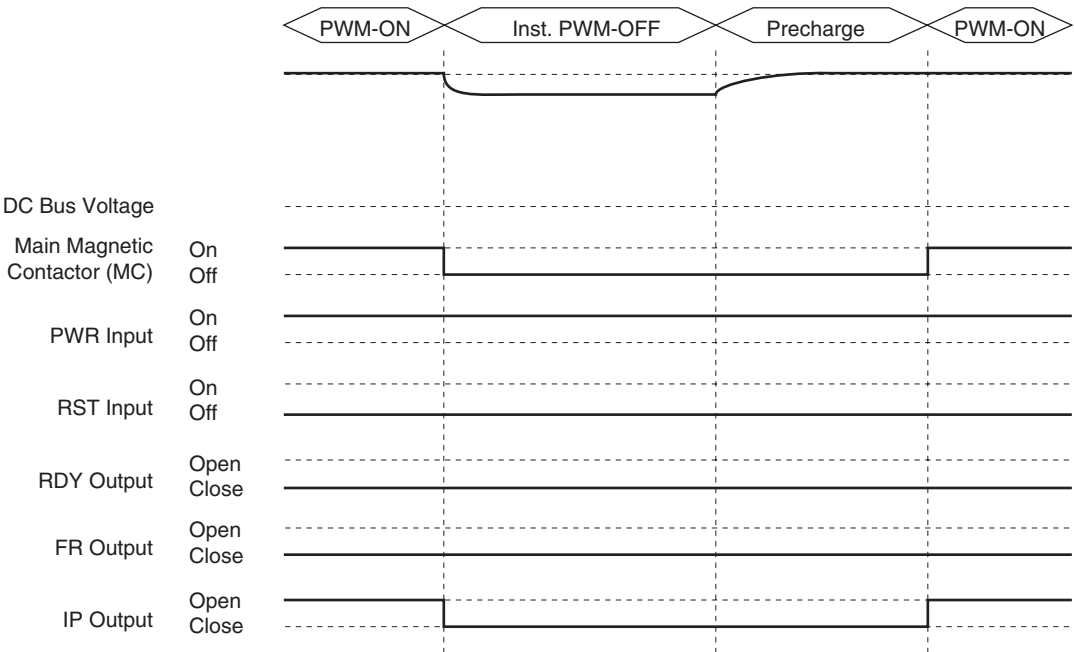 PWM-ON Inst. PWM-OFF Precharge PWM-ON
DC Bus Voltage
Main Magnetic
Contactor (MC)
On
Off
PWR Input
On
Off
RST Input
On
Off
RDY Output
Open
Close
FR Output
Open
Close
IP Output
Open
Close